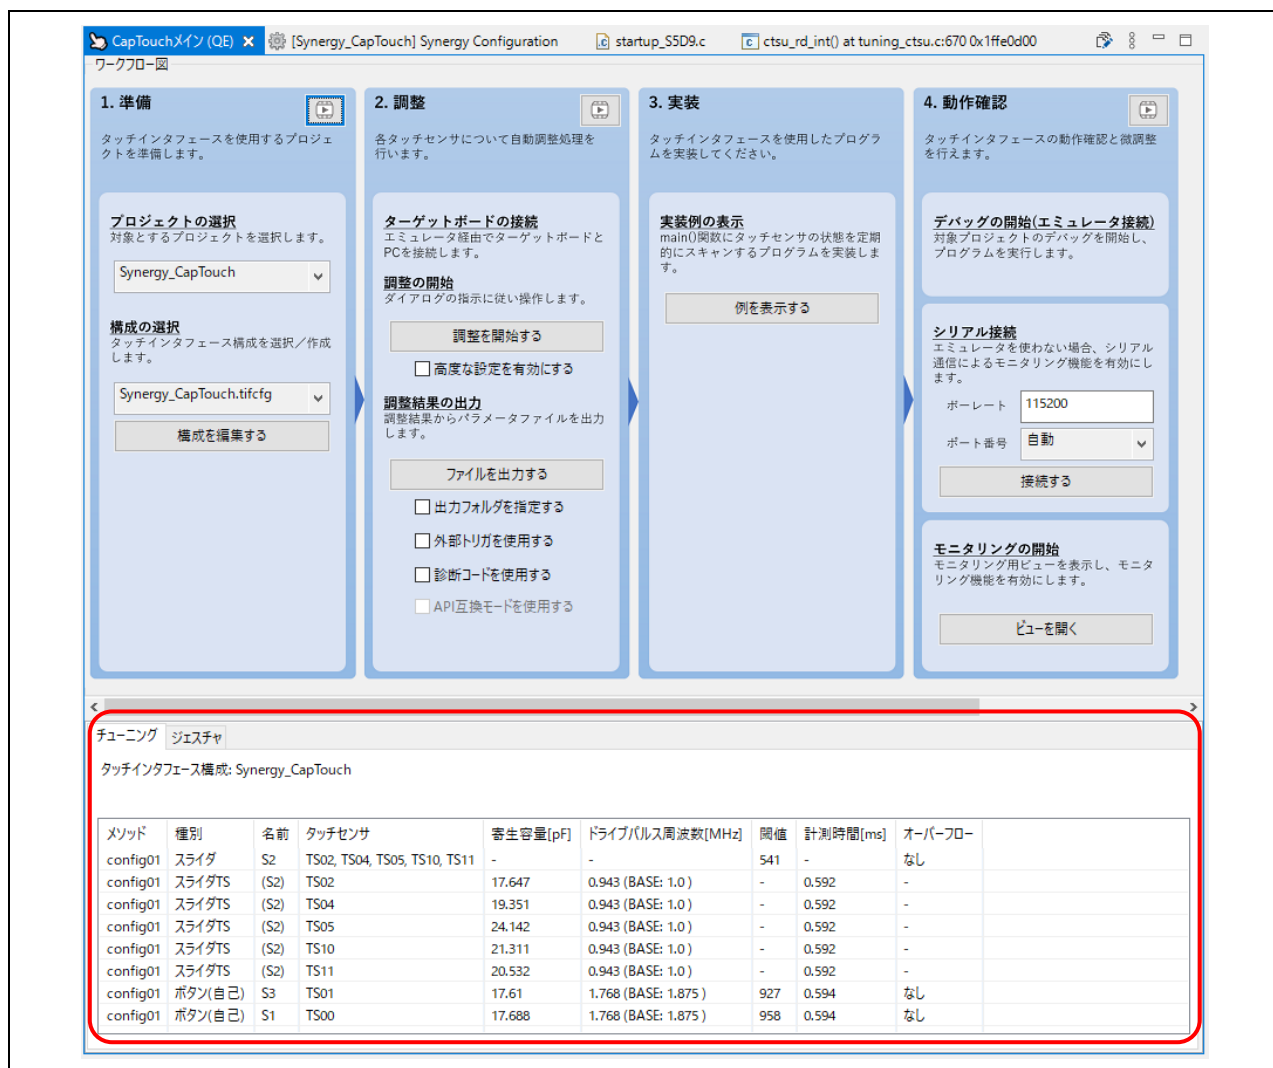 CapTouchメイン (QE)
[Synergy_CapTouch] Synergy Configuration
startup_S5D9.c
ctsu_rd_int() at tuning_ctsu.c:670 0x1ffe0d00
ワークフロー図
1. 準備
タッチインタフェースを使用するプロジェ
クトを準備します。
プロジェクトの選択
対象とするプロジェクトを選択します。
Synergy_CapTouch
構成の選択
タッチインタフェース構成を選択／作成
します。
Synergy_CapTouch.tifcfg
構成を編集する
2. 調整
各タッチセンサについて自動調整処理を
行います。
ターゲットボードの接続
エミュレータ経由でターゲットボードと
PCを接続します。
調整の開始
ダイアログの指示に従い操作します。
調整を開始する
高度な設定を有効にする
調整結果の出力
調整結果からパラメータファイルを出力
します。
ファイルを出力する
出力フォルダを指定する
外部トリガを使用する
診断コードを使用する
API互換モードを使用する
3. 実装
タッチインタフェースを使用したプログラ
ムを実装してください。
実装例の表示
main()関数にタッチセンサの状態を定期
的にスキャンするプログラムを実装しま
す。
例を表示する
4. 動作確認
タッチインタフェースの動作確認と微調整
を行えます。
デバッグの開始(エミュレータ接続)
対象プロジェクトのデバッグを開始し、
プログラムを実行します。
シリアル接続
エミュレータを使わない場合、シリアル
通信によるモニタリング機能を有効にし
ます。
ボーレート 115200
ポート番号 自動
接続する
モニタリングの開始
モニタリング用ビューを表示し、モニタ
リング機能を有効にします。
ビューを開く
チューニング ジェスチャ
タッチインタフェース構成: Synergy_CapTouch
メソッド 種別 名前 タッチセンサ 寄生容量[pF] ドライブパルス周波数[MHz] 閾値 計測時間[ms] オーバーフロー
config01 スライダ S2 TS02, TS04, TS05, TS10, TS11 - - 541 - なし
config01 スライダTS (S2) TS02 17.647 0.943 (BASE: 1.0 ) - 0.592 -
config01 スライダTS (S2) TS04 19.351 0.943 (BASE: 1.0 ) - 0.592 -
config01 スライダTS (S2) TS05 24.142 0.943 (BASE: 1.0 ) - 0.592 -
config01 スライダTS (S2) TS10 21.311 0.943 (BASE: 1.0 ) - 0.592 -
config01 スライダTS (S2) TS11 20.532 0.943 (BASE: 1.0 ) - 0.592 -
config01 ボタン(自己) S3 TS01 17.61 1.768 (BASE: 1.875 ) 927 0.594 なし
config01 ボタン(自己) S1 TS00 17.688 1.768 (BASE: 1.875 ) 958 0.594 なし